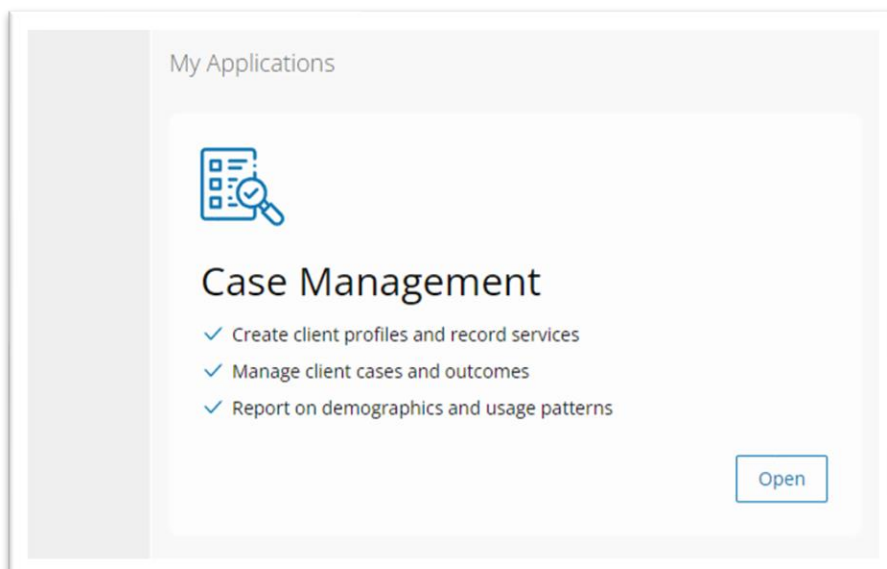 My Applications
Case Management
Create client profiles and record services
Manage client cases and outcomes
Report on demographics and usage patterns
Open